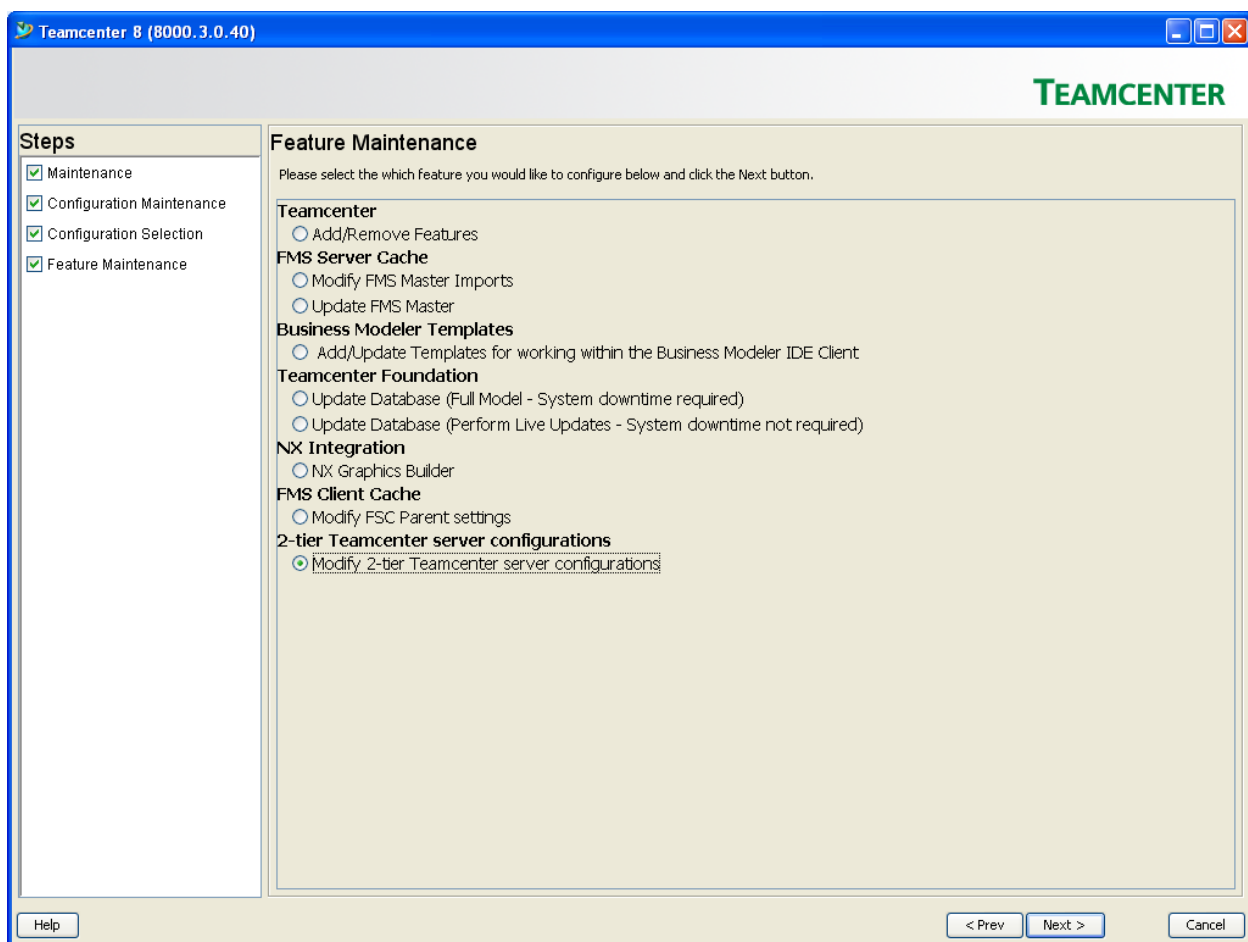 Teamcenter 8 (8000.3.0.40)
TEAMCENTER
Steps
Maintenance
Configuration Maintenance
Configuration Selection
Feature Maintenance
Feature Maintenance
Please select the which feature you would like to configure below and click the Next button.
Teamcenter
Add/Remove Features
FMS Server Cache
Modify FMS Master Imports
Update FMS Master
Business Modeler Templates
Add/Update Templates for working within the Business Modeler IDE Client
Teamcenter Foundation
Update Database (Full Model - System downtime required)
Update Database (Perform Live Updates - System downtime not required)
NX Integration
NX Graphics Builder
FMS Client Cache
Modify FSC Parent settings
2-tier Teamcenter server configurations
Modify 2-tier Teamcenter server configurations
Help
< Prev
Next >
Cancel